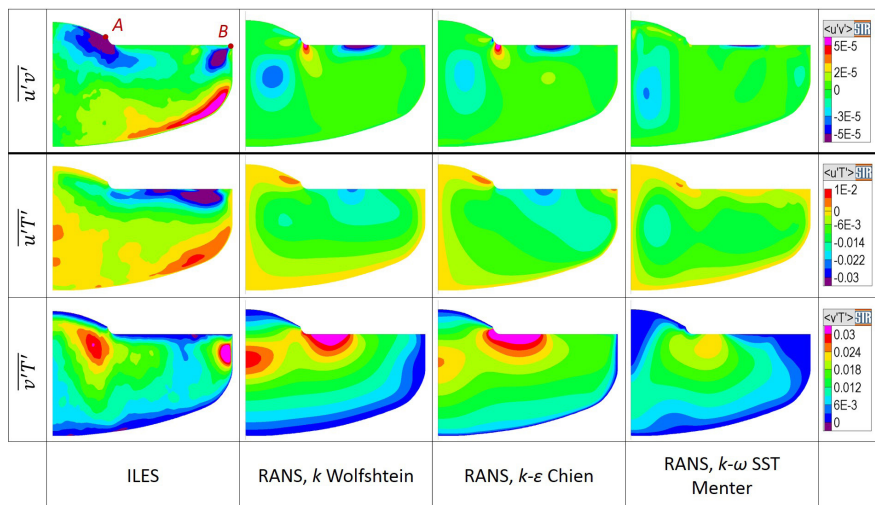 A
B
u'v'
<u'v'>
5E-5
2E-5
0
-3E-5
-5E-5
u'T'
<u'T'>
1E-2
0
-6E-3
-0.014
-0.022
-0.03
v'T'
<v'T'>
0.03
0.024
0.018
0.012
6E-3
0
ILES
RANS, k Wolfshtein
RANS, k-ε Chien
RANS, k-ω SST
Menter